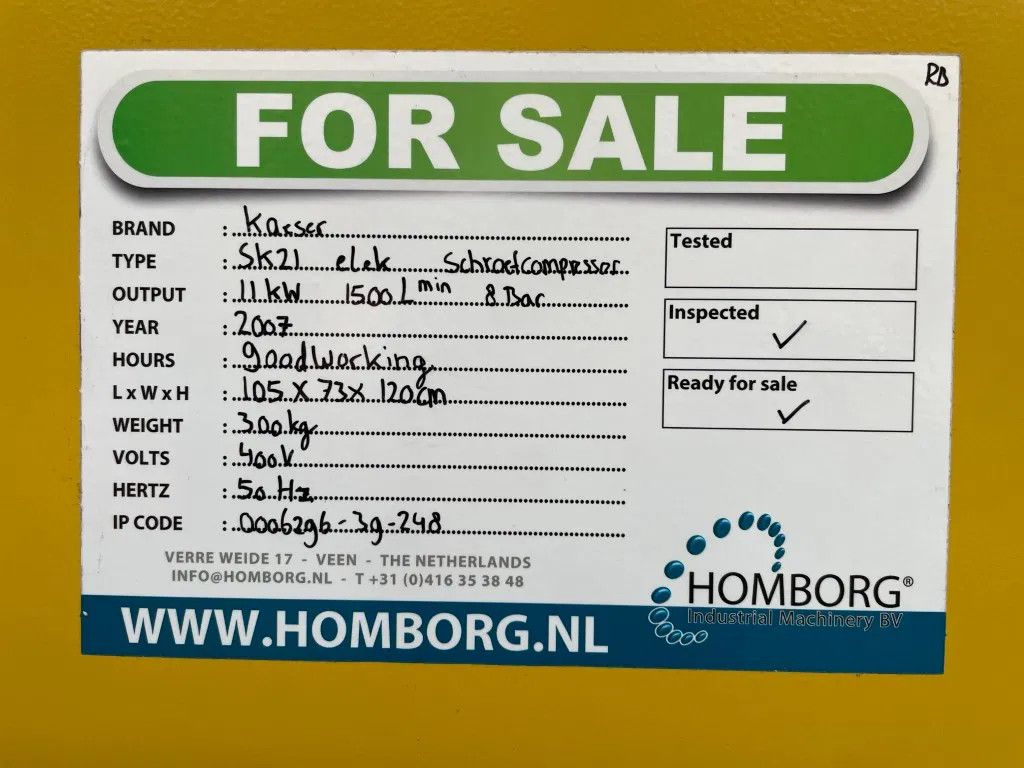 RB
FOR SALE
BRAND : Kaeser
TYPE : SK21 elek Schroefcompressor
OUTPUT : 11 kW 1500 L min 8 Bar
YEAR : 2007
HOURS : goodworking
L x W x H : 105 X 73 X 120 cm
WEIGHT : 300 kg
VOLTS : 400V
HERTZ : 50 Hz
IP CODE : 0006296-3g-248
Tested
Inspected ✓
Ready for sale ✓
VERRE WEIDE 17 - VEEN - THE NETHERLANDS
INFO@HOMBORG.NL - T +31 (0)416 35 38 48
HOMBORG®
Industrial Machinery BV
WWW.HOMBORG.NL